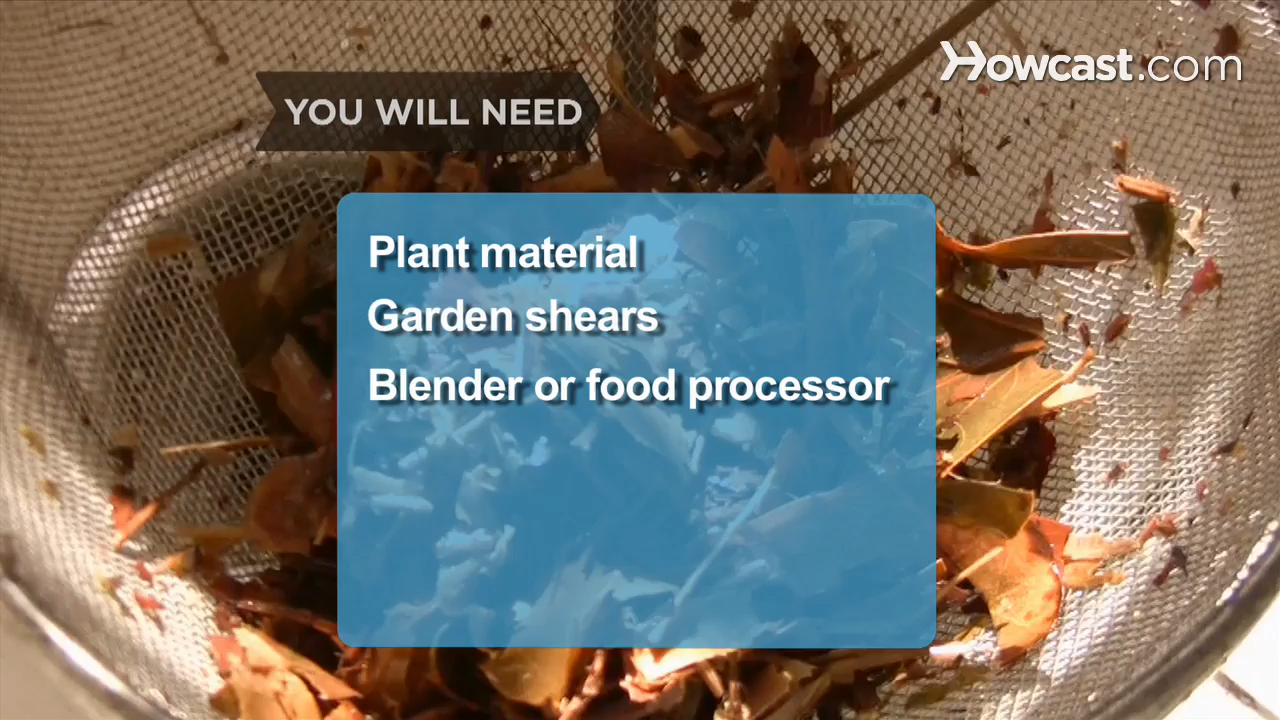 Howcast.com
YOU WILL NEED
Plant material
Garden shears
Blender or food processor